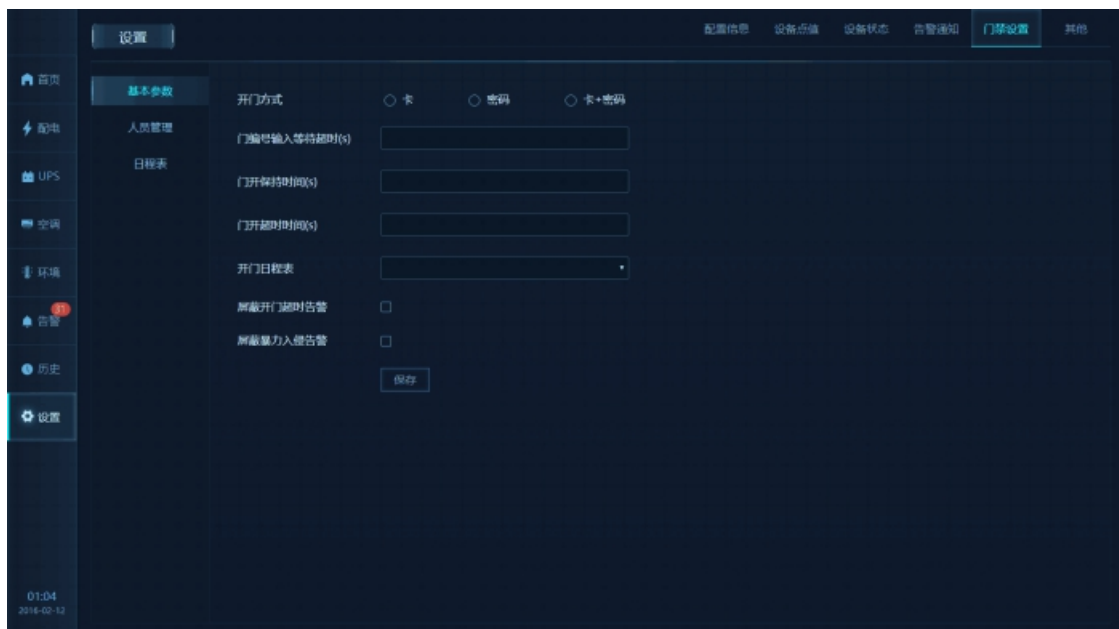 设置
配置信息 设备点值 设备状态 告警通知 门禁设置 其他
首页
配电
UPS
空调
环境
31
告警
历史
设置
01:04
2018-02-12
基本参数
人员管理
日程表
开门方式 卡 密码 卡+密码
门编号输入等待超时(s)
门开保持时间(s)
门开超时时间(s)
开门日程表
屏蔽开门超时告警
屏蔽暴力入侵告警
保存